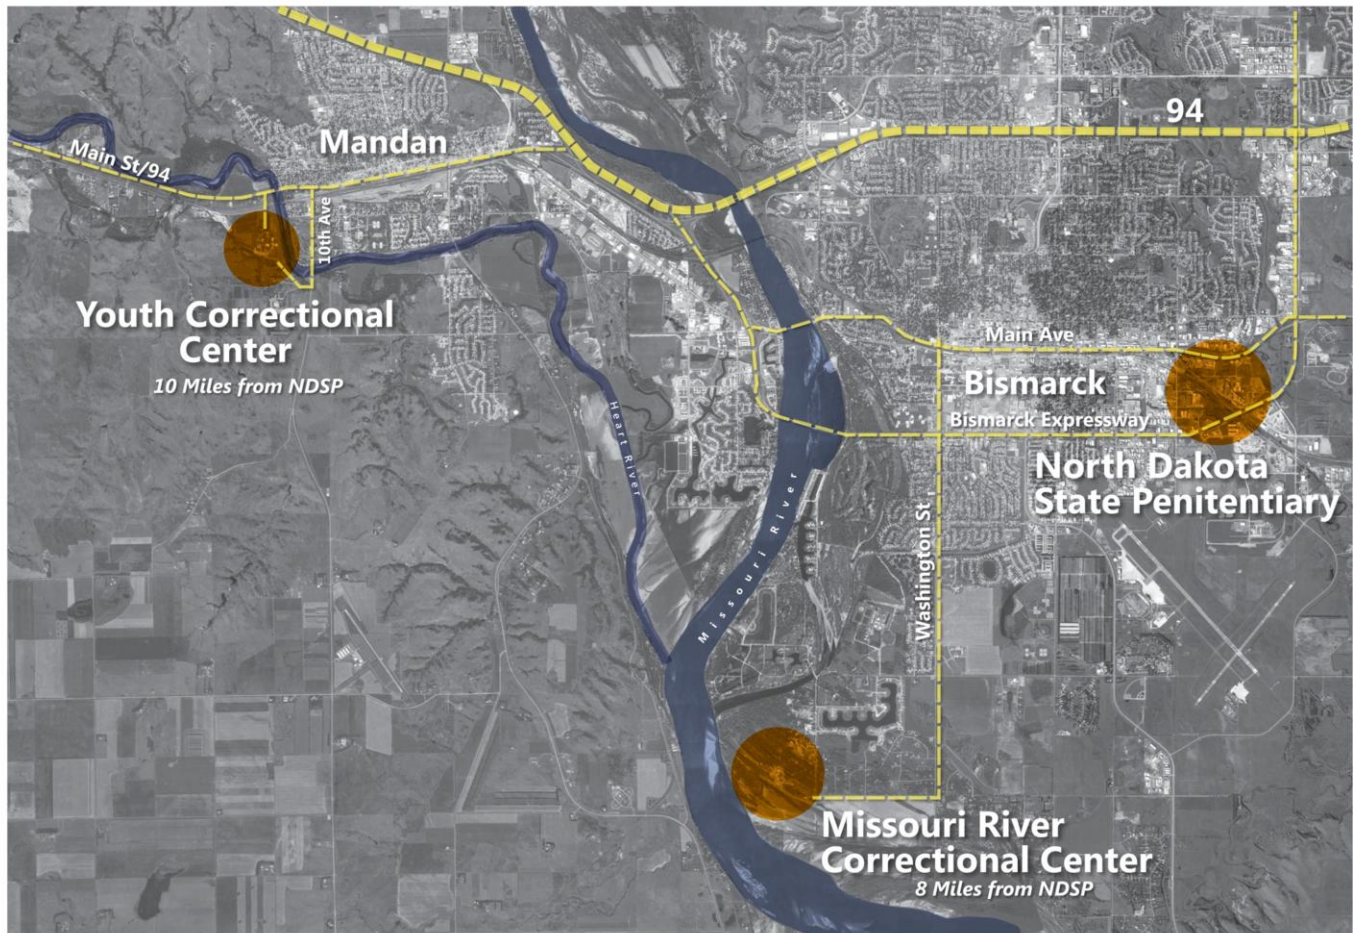 94
Mandan
Main St/94
10th Ave
Youth Correctional
Center
10 Miles from NDSP
Main Ave
Bismarck
Bismarck Expressway
Heart River
North Dakota
State Penitentiary
Missouri River
Washington St
Missouri River
Correctional Center
8 Miles from NDSP